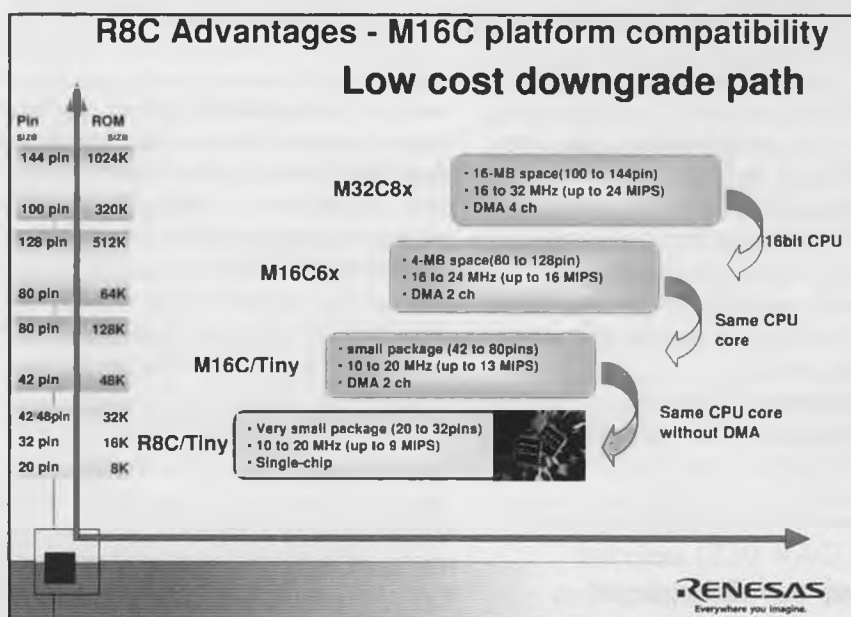 R8C Advantages - M16C platform compatibility
Low cost downgrade path
Pin size
ROM size
144 pin 1024K
100 pin 320K
128 pin 512K
80 pin 64K
80 pin 128K
42 pin 48K
42 48pin 32K
32 pin 16K
20 pin 8K
M32C8x
• 16-MB space(100 to 144pin)
• 16 to 32 MHz (up to 24 MIPS)
• DMA 4 ch
16bit CPU
M16C6x
• 4-MB space(80 to 128pin)
• 16 to 24 MHz (up to 16 MIPS)
• DMA 2 ch
Same CPU
core
M16C/Tiny
• small package (42 to 80pins)
• 10 to 20 MHz (up to 13 MIPS)
• DMA 2 ch
Same CPU core
without DMA
R8C/Tiny
• Very small package (20 to 32pins)
• 10 to 20 MHz (up to 9 MIPS)
• Single-chip
RENESAS
Everywhere you imagine.